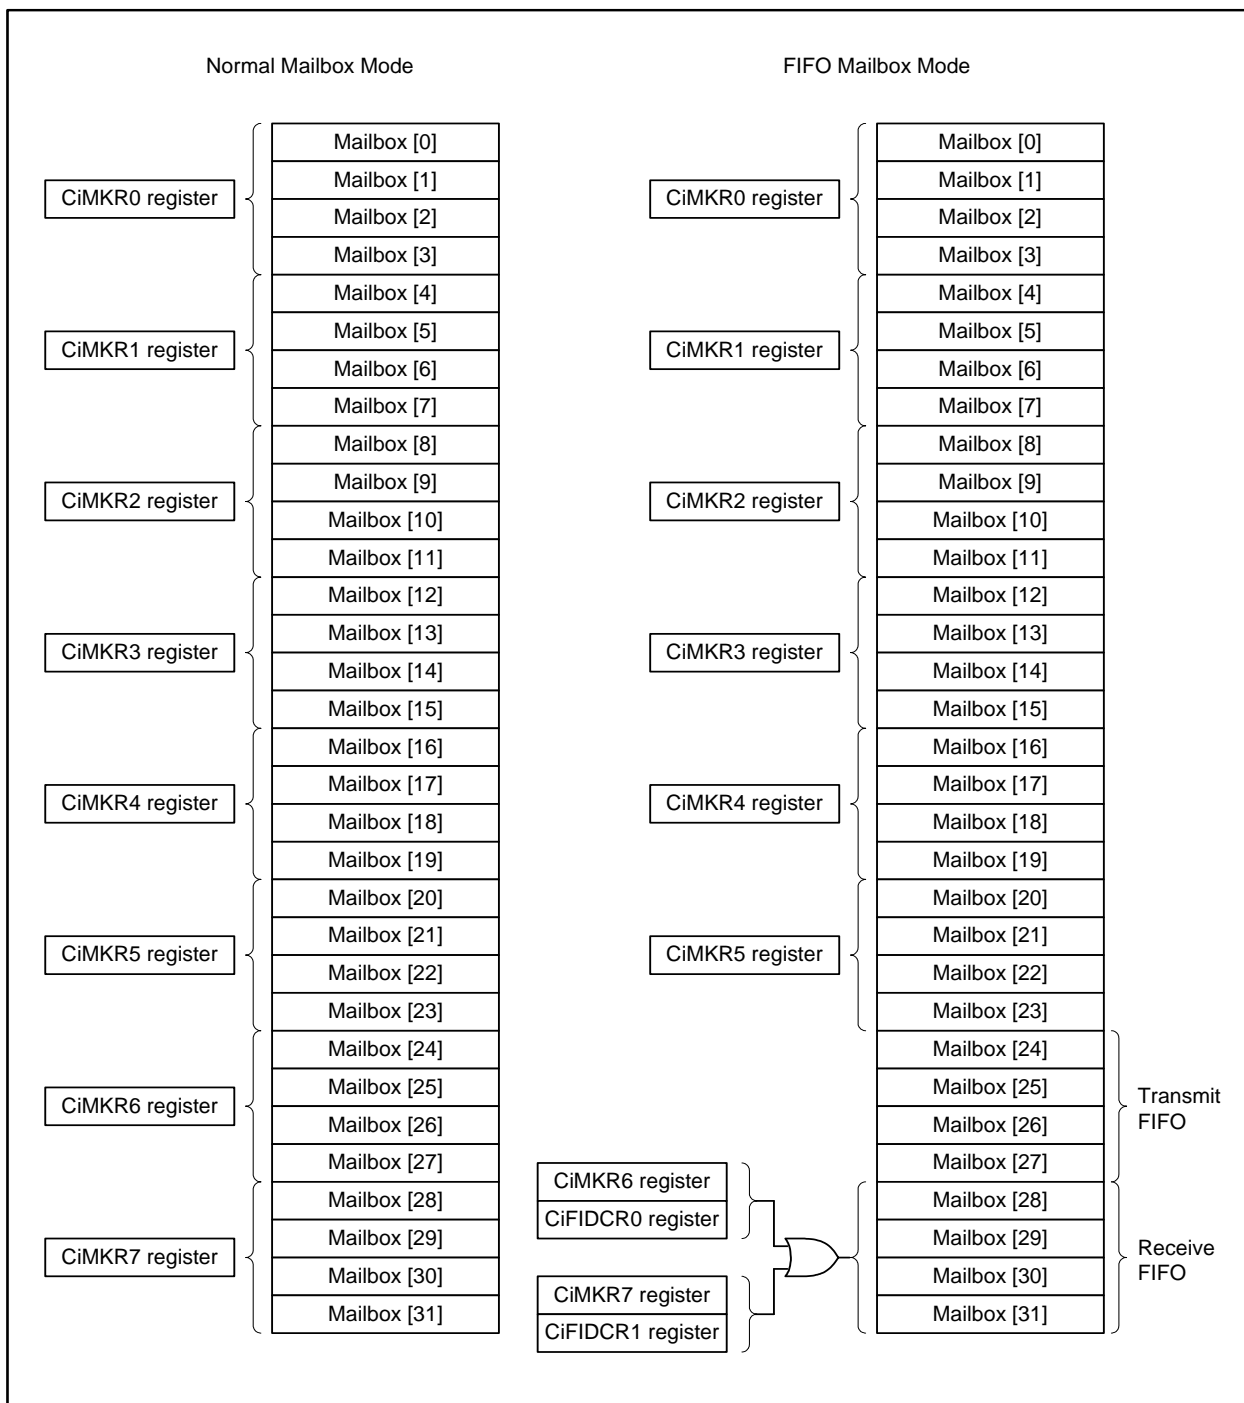 Normal Mailbox Mode
CiMKR0 register
CiMKR1 register
CiMKR2 register
CiMKR3 register
CiMKR4 register
CiMKR5 register
CiMKR6 register
CiMKR7 register
Mailbox [0]
Mailbox [1]
Mailbox [2]
Mailbox [3]
Mailbox [4]
Mailbox [5]
Mailbox [6]
Mailbox [7]
Mailbox [8]
Mailbox [9]
Mailbox [10]
Mailbox [11]
Mailbox [12]
Mailbox [13]
Mailbox [14]
Mailbox [15]
Mailbox [16]
Mailbox [17]
Mailbox [18]
Mailbox [19]
Mailbox [20]
Mailbox [21]
Mailbox [22]
Mailbox [23]
Mailbox [24]
Mailbox [25]
Mailbox [26]
Mailbox [27]
Mailbox [28]
Mailbox [29]
Mailbox [30]
Mailbox [31]
FIFO Mailbox Mode
CiMKR0 register
CiMKR1 register
CiMKR2 register
CiMKR3 register
CiMKR4 register
CiMKR5 register
CiMKR6 register
CiFIDCR0 register
CiMKR7 register
CiFIDCR1 register
Mailbox [0]
Mailbox [1]
Mailbox [2]
Mailbox [3]
Mailbox [4]
Mailbox [5]
Mailbox [6]
Mailbox [7]
Mailbox [8]
Mailbox [9]
Mailbox [10]
Mailbox [11]
Mailbox [12]
Mailbox [13]
Mailbox [14]
Mailbox [15]
Mailbox [16]
Mailbox [17]
Mailbox [18]
Mailbox [19]
Mailbox [20]
Mailbox [21]
Mailbox [22]
Mailbox [23]
Mailbox [24]
Mailbox [25]
Mailbox [26]
Mailbox [27]
Mailbox [28]
Mailbox [29]
Mailbox [30]
Mailbox [31]
Transmit
FIFO
Receive
FIFO